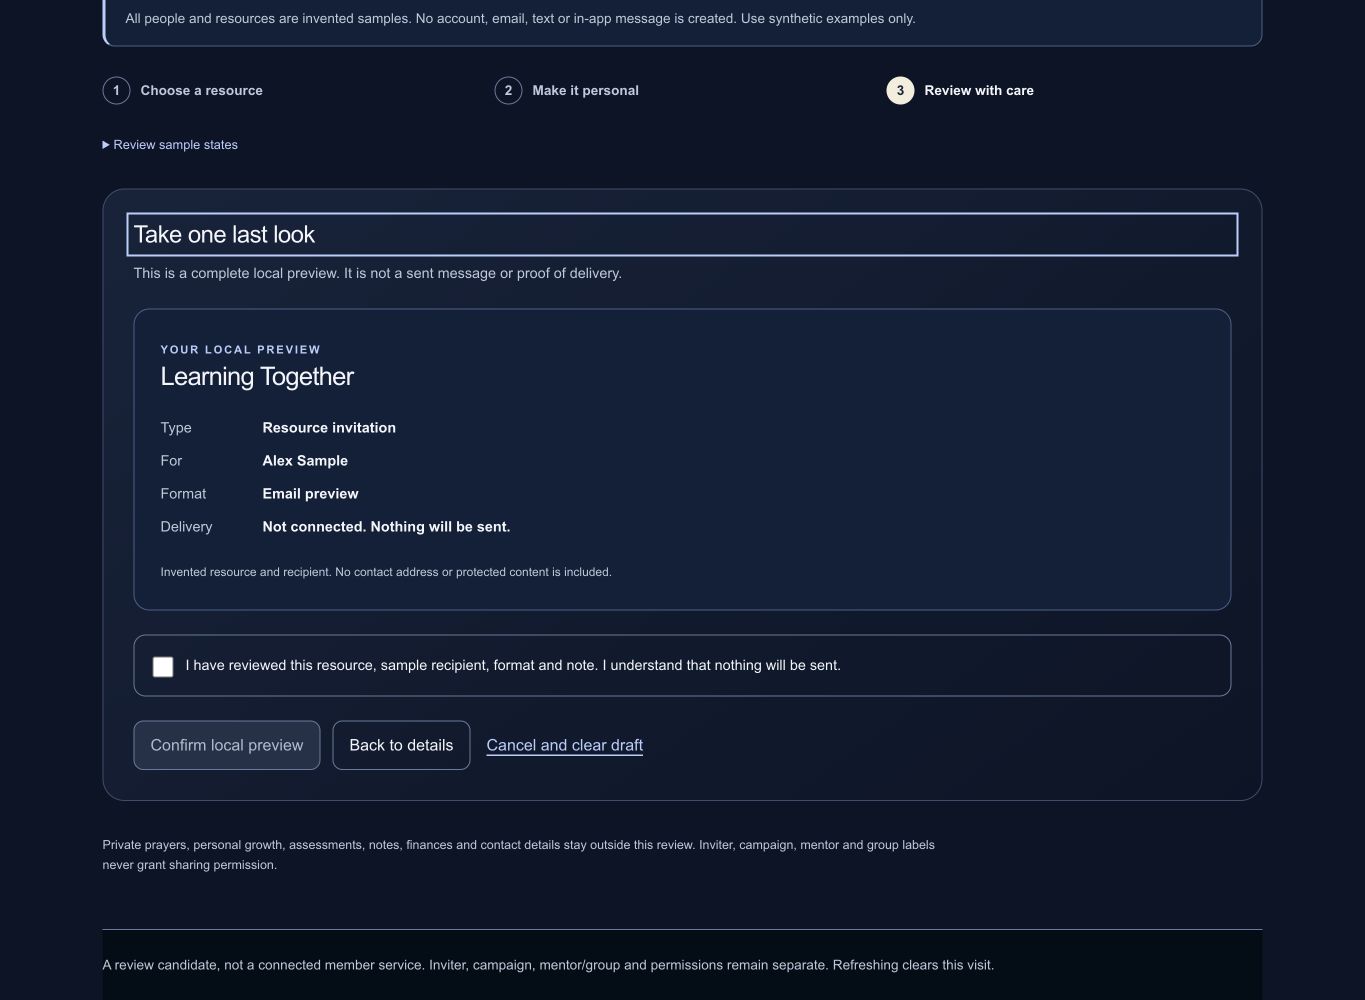 All people and resources are invented samples. No account, email, text or in-app message is created. Use synthetic examples only.
1 Choose a resource
2 Make it personal
3 Review with care
Review sample states
Take one last look
This is a complete local preview. It is not a sent message or proof of delivery.
YOUR LOCAL PREVIEW
Learning Together
Type Resource invitation
For Alex Sample
Format Email preview
Delivery Not connected. Nothing will be sent.
Invented resource and recipient. No contact address or protected content is included.
I have reviewed this resource, sample recipient, format and note. I understand that nothing will be sent.
Confirm local preview
Back to details
Cancel and clear draft
Private prayers, personal growth, assessments, notes, finances and contact details stay outside this review. Inviter, campaign, mentor and group labels
never grant sharing permission.
A review candidate, not a connected member service. Inviter, campaign, mentor/group and permissions remain separate. Refreshing clears this visit.